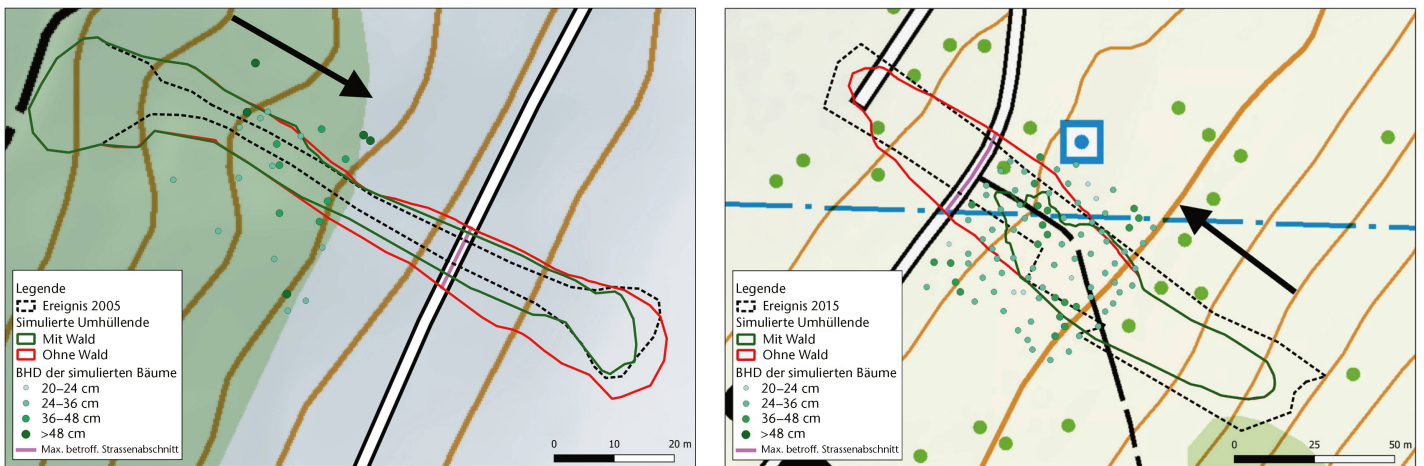 Legende
Ereignis 2005
Simulierte Umhüllende
Mit Wald
Ohne Wald
BHD der simulierten Bäume
20–24 cm
24–36 cm
36–48 cm
>48 cm
Max. betroff. Strassenabschnitt
0 10 20 m
Legende
Ereignis 2015
Simulierte Umhüllende
Mit Wald
Ohne Wald
BHD der simulierten Bäume
20–24 cm
24–36 cm
36–48 cm
>48 cm
Max. betroff. Strassenabschnitt
0 25 50 m